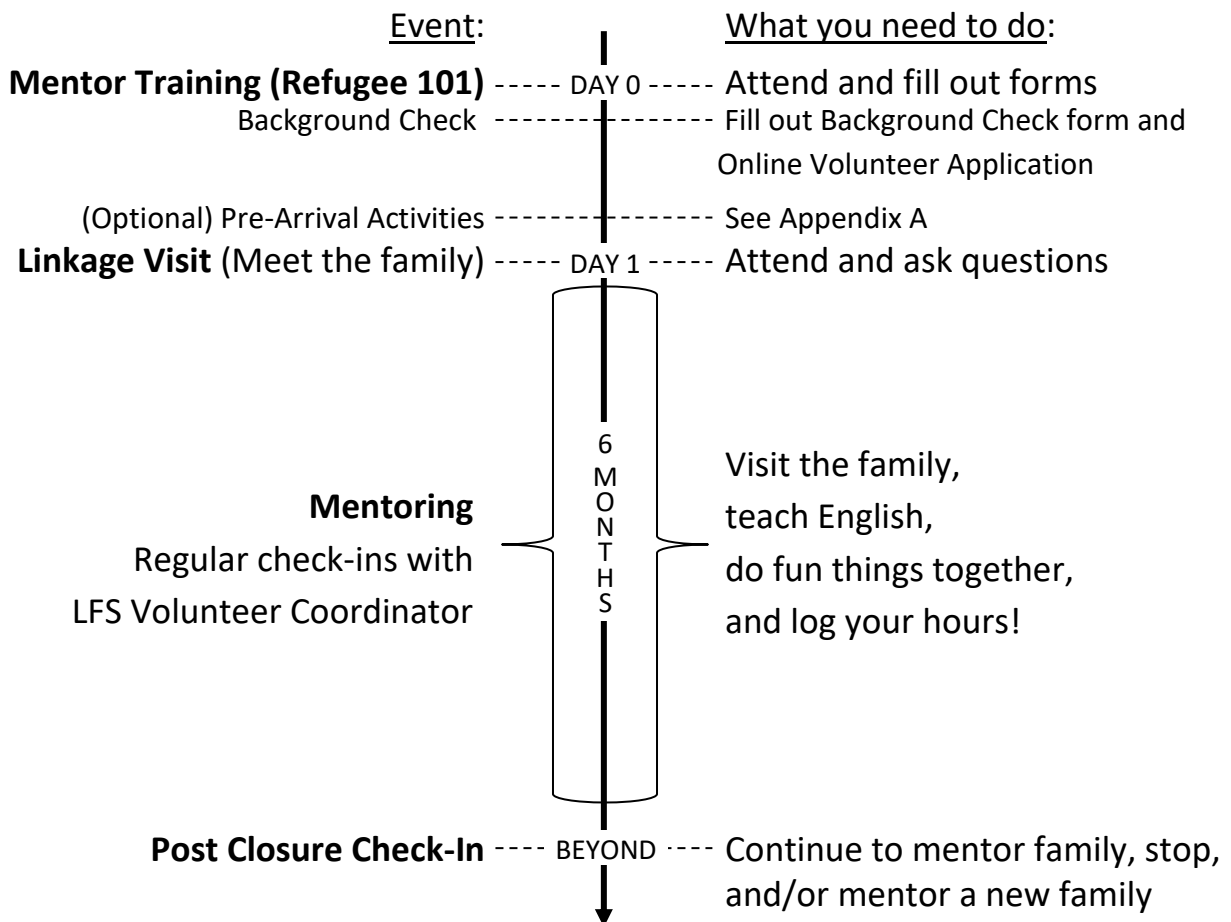 Event:
What you need to do:
Mentor Training (Refugee 101)
DAY 0
Attend and fill out forms
Background Check
Fill out Background Check form and
Online Volunteer Application
(Optional) Pre-Arrival Activities
See Appendix A
Linkage Visit (Meet the family)
DAY 1
Attend and ask questions
Mentoring
Regular check-ins with
LFS Volunteer Coordinator
6 MONTHS
Visit the family,
teach English,
do fun things together,
and log your hours!
Post Closure Check-In
BEYOND
Continue to mentor family, stop,
and/or mentor a new family